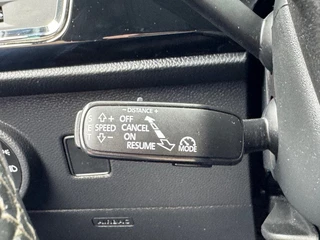 - DISTANCE +
+ OFF
SPEED CANCEL
- ON
RESUME
MODE
AIRBAG